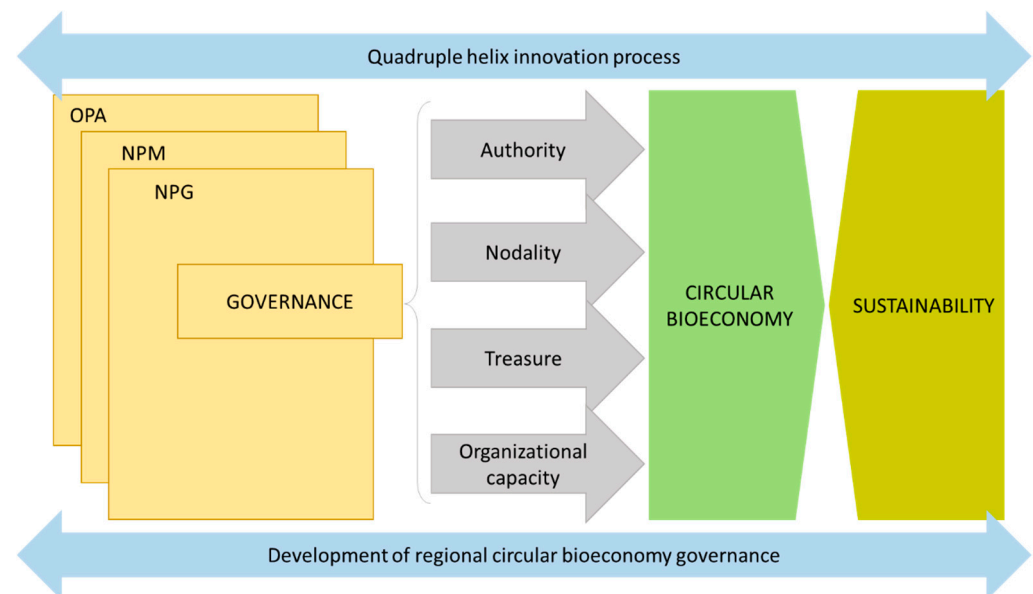 Quadruple helix innovation process
OPA
NPM
NPG
GOVERNANCE
Authority
Nodality
Treasure
Organizational
capacity
CIRCULAR
BIOECONOMY
SUSTAINABILITY
Development of regional circular bioeconomy governance